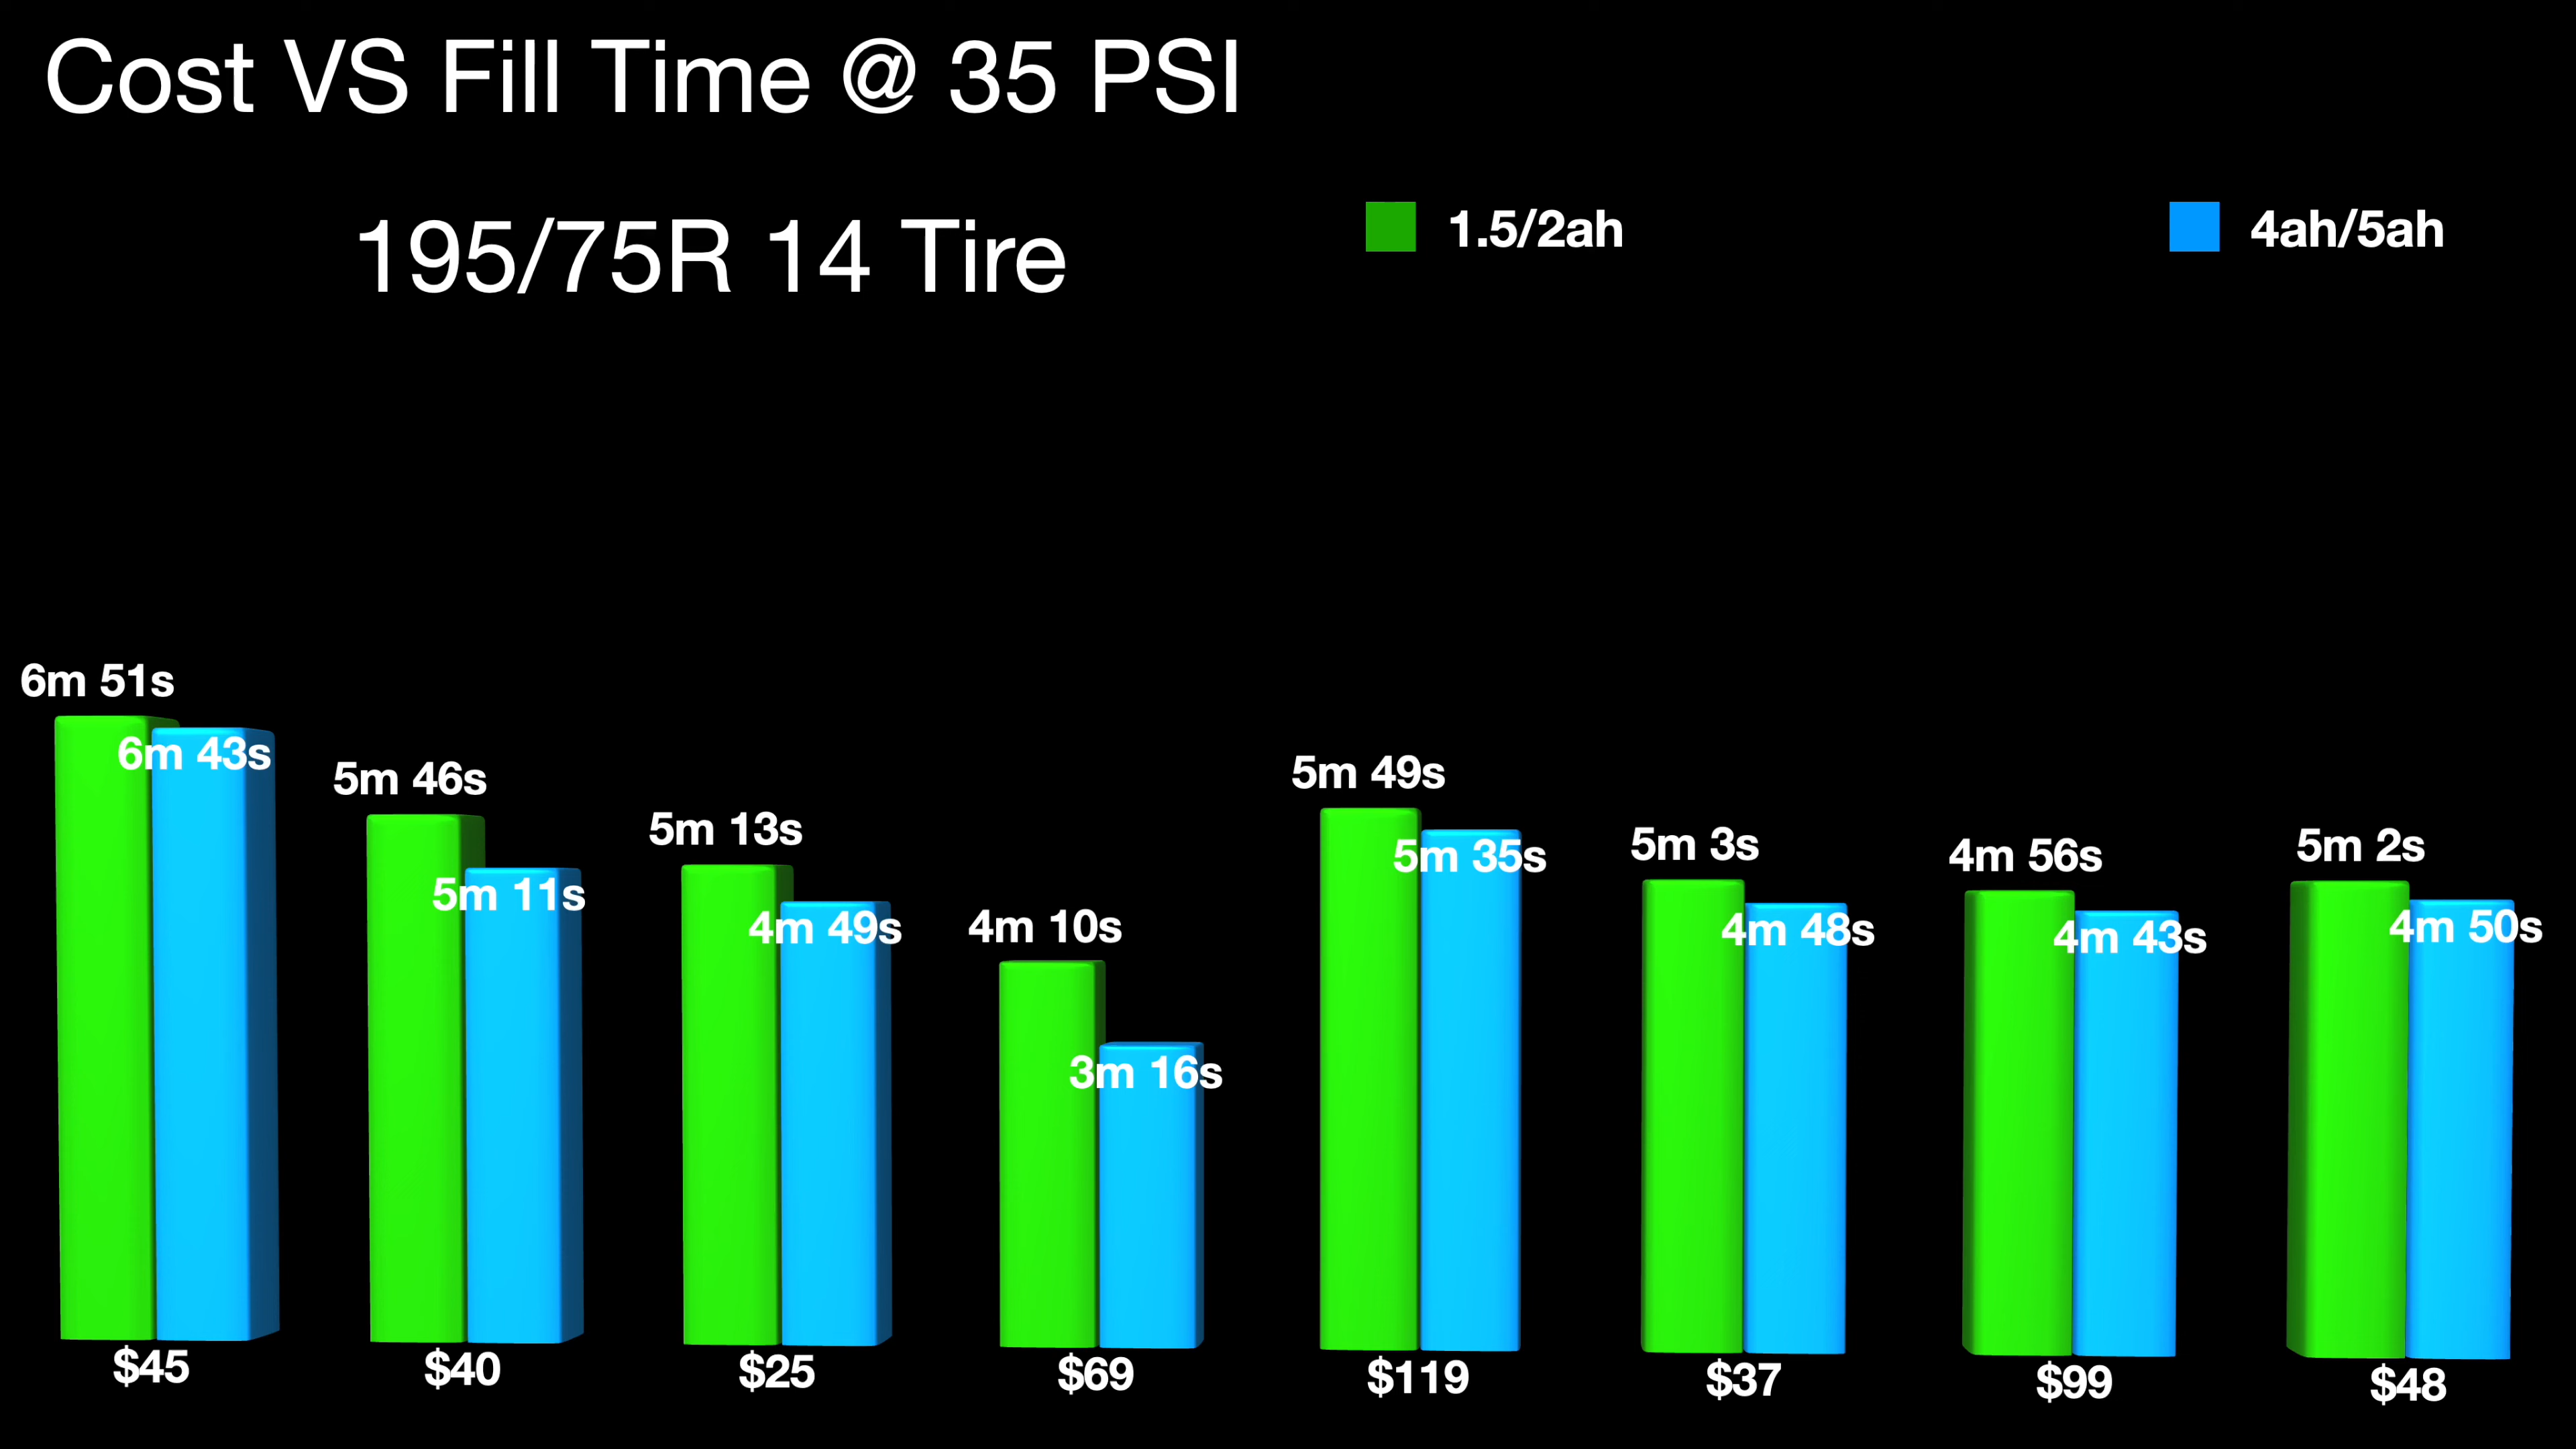 Cost VS Fill Time @ 35 PSI
195/75R 14 Tire
1.5/2ah
4ah/5ah
6m 51s
6m 43s
5m 46s
5m 11s
5m 13s
4m 49s
4m 10s
3m 16s
5m 49s
5m 35s
5m 3s
4m 48s
4m 56s
4m 43s
5m 2s
4m 50s
$45
$40
$25
$69
$119
$37
$99
$48